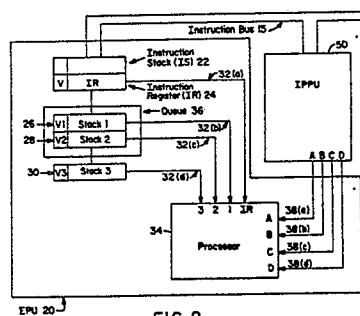 Instruction Bus 15
50
Instruction
Stack (IS) 22
IPPU
V IR
32(a)
Instruction
Register (IR) 24
Queue 36
26 V1 Stack 1
32(b)
28 V2 Stack 2
32(c)
A B C D
30 V3 Stack 3
32(d)
3 2 1 IR
38(a)
A
34
38(b)
B
Processor
38(c)
C
38(d)
D
EPU 20